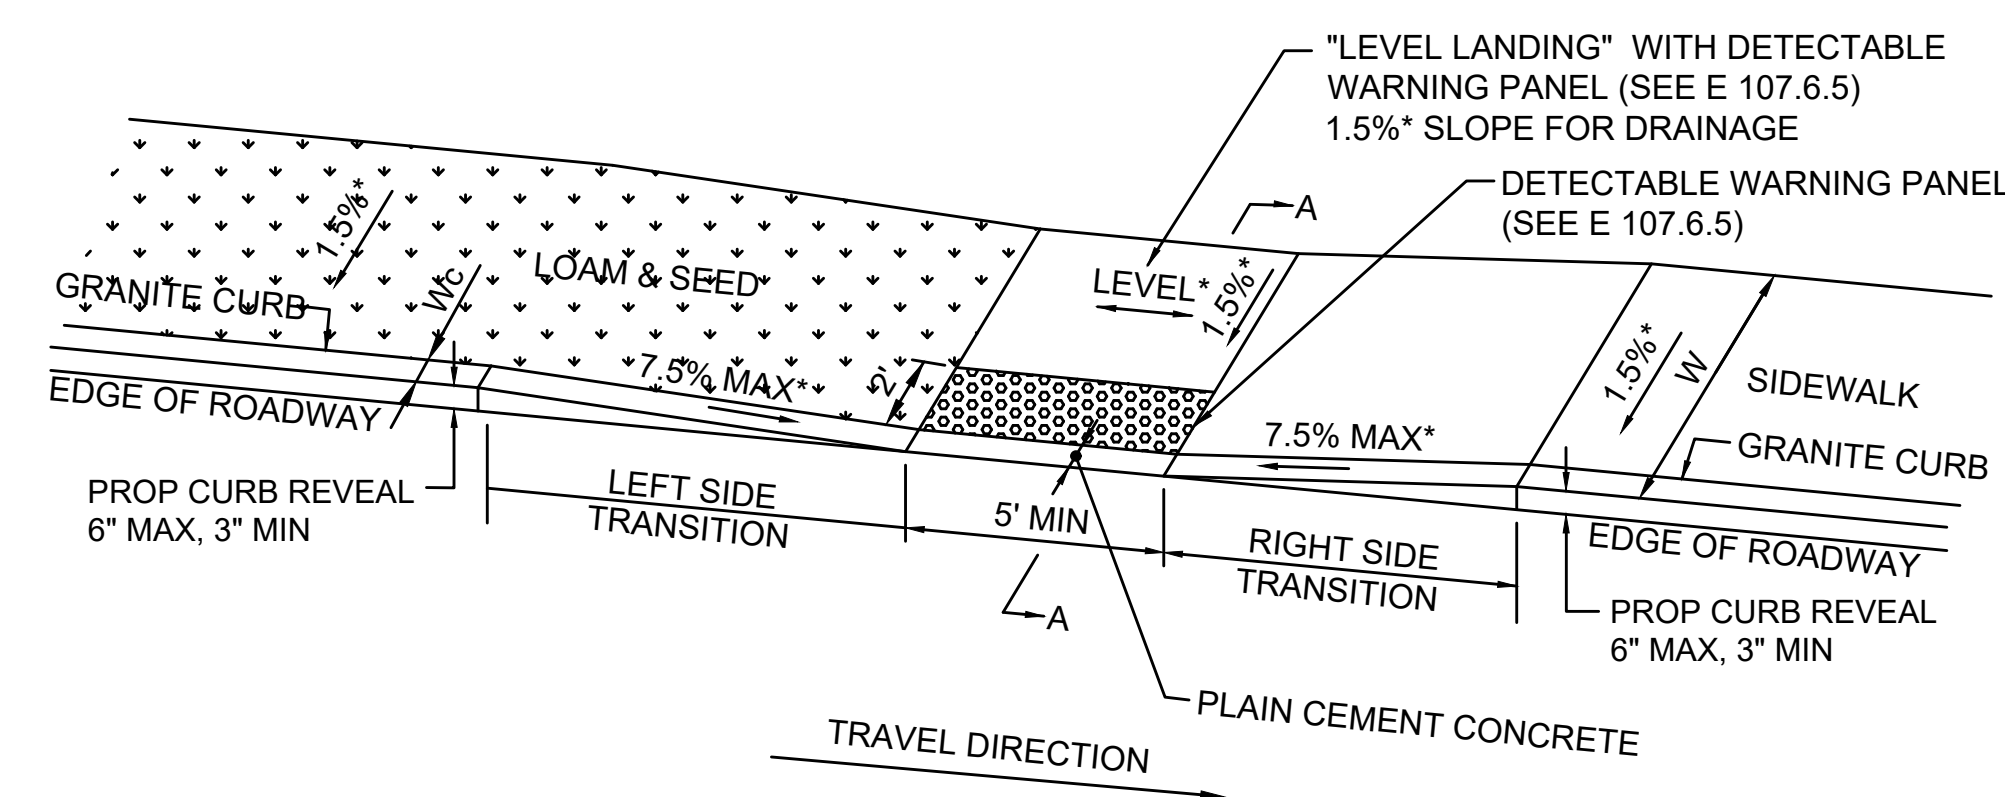 "LEVEL LANDING" WITH DETECTABLE
WARNING PANEL (SEE E 107.6.5)
1.5%* SLOPE FOR DRAINAGE
DETECTABLE WARNING PANEL
(SEE E 107.6.5)
A
1.5%*
LOAM & SEED
LEVEL*
1.5%*
GRANITE CURB
Wc
7.5% MAX*
2'
1.5%*
W
SIDEWALK
EDGE OF ROADWAY
7.5% MAX*
GRANITE CURB
PROP CURB REVEAL
6" MAX, 3" MIN
LEFT SIDE
TRANSITION
5' MIN
RIGHT SIDE
TRANSITION
EDGE OF ROADWAY
A
PROP CURB REVEAL
6" MAX, 3" MIN
PLAIN CEMENT CONCRETE
TRAVEL DIRECTION